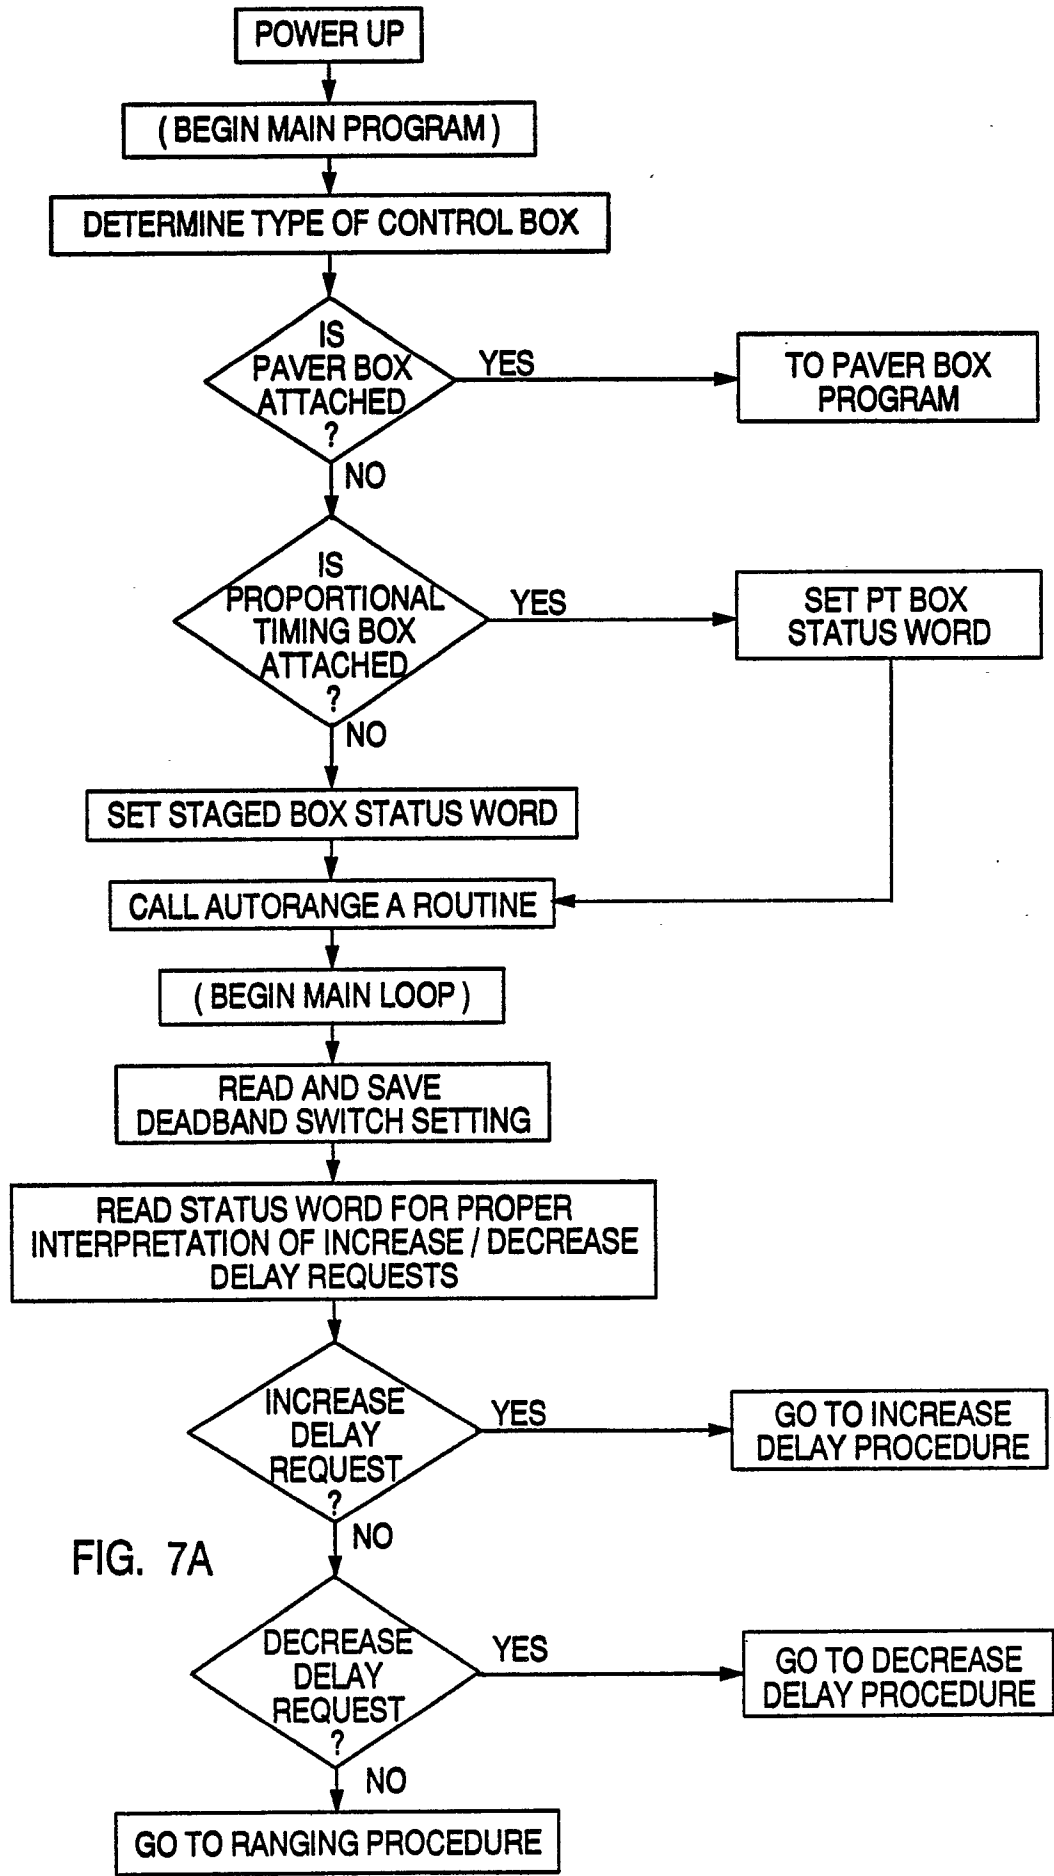 POWER UP
( BEGIN MAIN PROGRAM )
DETERMINE TYPE OF CONTROL BOX
IS
PAVER BOX
ATTACHED
?
YES
TO PAVER BOX
PROGRAM
NO
IS
PROPORTIONAL
TIMING BOX
ATTACHED
?
YES
SET PT BOX
STATUS WORD
NO
SET STAGED BOX STATUS WORD
CALL AUTORANGE A ROUTINE
( BEGIN MAIN LOOP )
READ AND SAVE
DEADBAND SWITCH SETTING
READ STATUS WORD FOR PROPER
INTERPRETATION OF INCREASE / DECREASE
DELAY REQUESTS
INCREASE
DELAY
REQUEST
?
YES
GO TO INCREASE
DELAY PROCEDURE
NO
FIG. 7A
DECREASE
DELAY
REQUEST
?
YES
GO TO DECREASE
DELAY PROCEDURE
NO
GO TO RANGING PROCEDURE